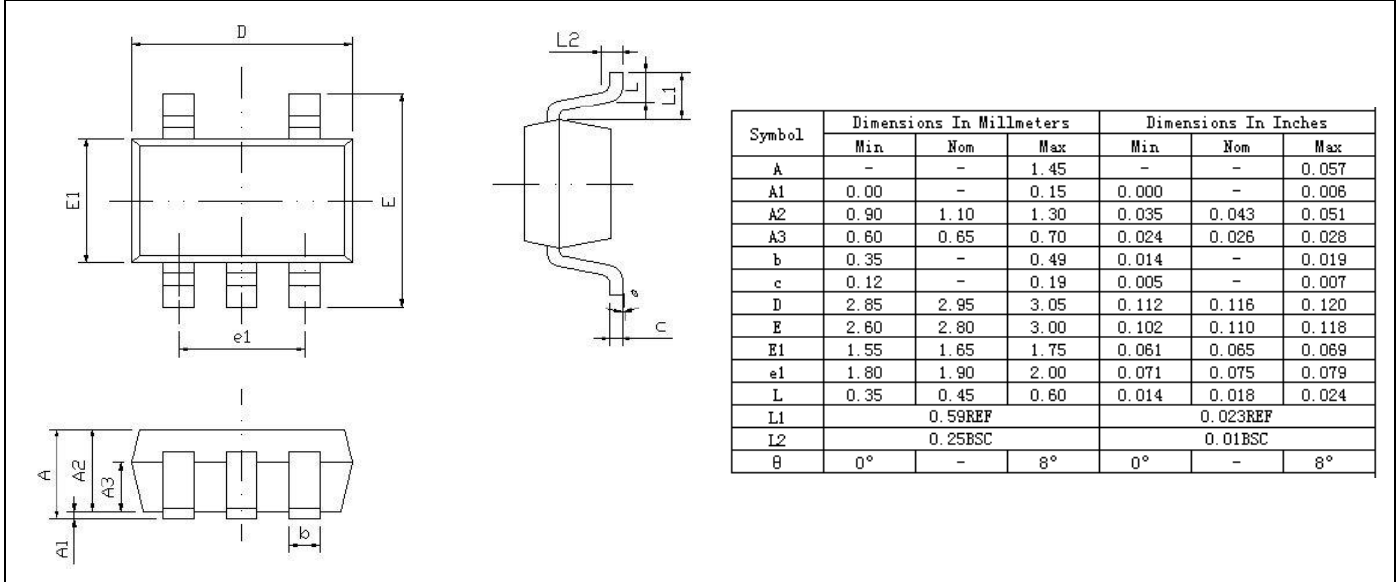 D
E1
E
e1
A
A2
A3
A1
b
L2
L
L1
θ
c
Symbol Dimensions In Millmeters Dimensions In Inches
Min Nom Max Min Nom Max
A - - 1.45 - - 0.057
A1 0.00 - 0.15 0.000 - 0.006
A2 0.90 1.10 1.30 0.035 0.043 0.051
A3 0.60 0.65 0.70 0.024 0.026 0.028
b 0.35 - 0.49 0.014 - 0.019
c 0.12 - 0.19 0.005 - 0.007
D 2.85 2.95 3.05 0.112 0.116 0.120
E 2.60 2.80 3.00 0.102 0.110 0.118
E1 1.55 1.65 1.75 0.061 0.065 0.069
e1 1.80 1.90 2.00 0.071 0.075 0.079
L 0.35 0.45 0.60 0.014 0.018 0.024
L1 0.59REF 0.023REF
L2 0.25BSC 0.01BSC
θ 0° - 8° 0° - 8°